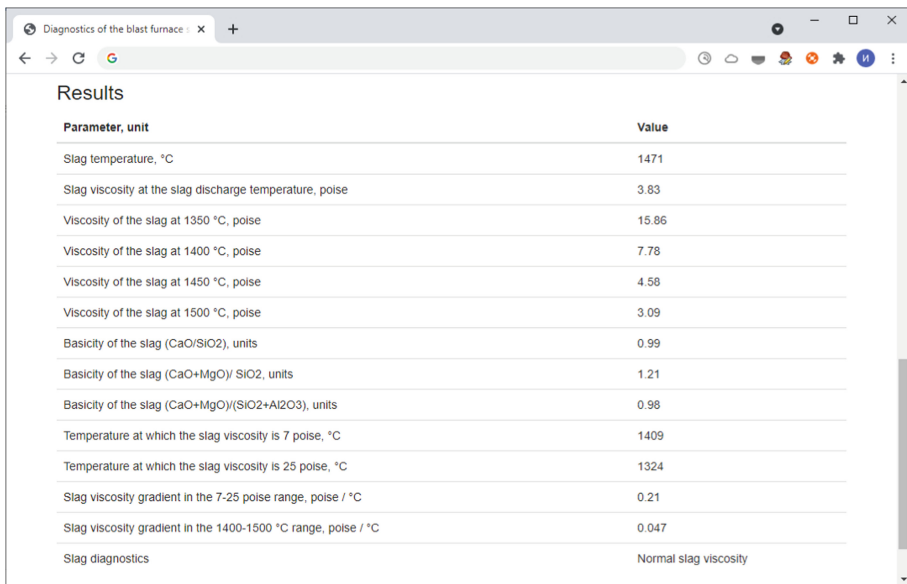 Diagnostics of the blast furnace s
Results
Parameter, unit Value
Slag temperature, °C 1471
Slag viscosity at the slag discharge temperature, poise 3.83
Viscosity of the slag at 1350 °C, poise 15.86
Viscosity of the slag at 1400 °C, poise 7.78
Viscosity of the slag at 1450 °C, poise 4.58
Viscosity of the slag at 1500 °C, poise 3.09
Basicity of the slag (CaO/SiO2), units 0.99
Basicity of the slag (CaO+MgO)/ SiO2, units 1.21
Basicity of the slag (CaO+MgO)/(SiO2+Al2O3), units 0.98
Temperature at which the slag viscosity is 7 poise, °C 1409
Temperature at which the slag viscosity is 25 poise, °C 1324
Slag viscosity gradient in the 7-25 poise range, poise / °C 0.21
Slag viscosity gradient in the 1400-1500 °C range, poise / °C 0.047
Slag diagnostics Normal slag viscosity